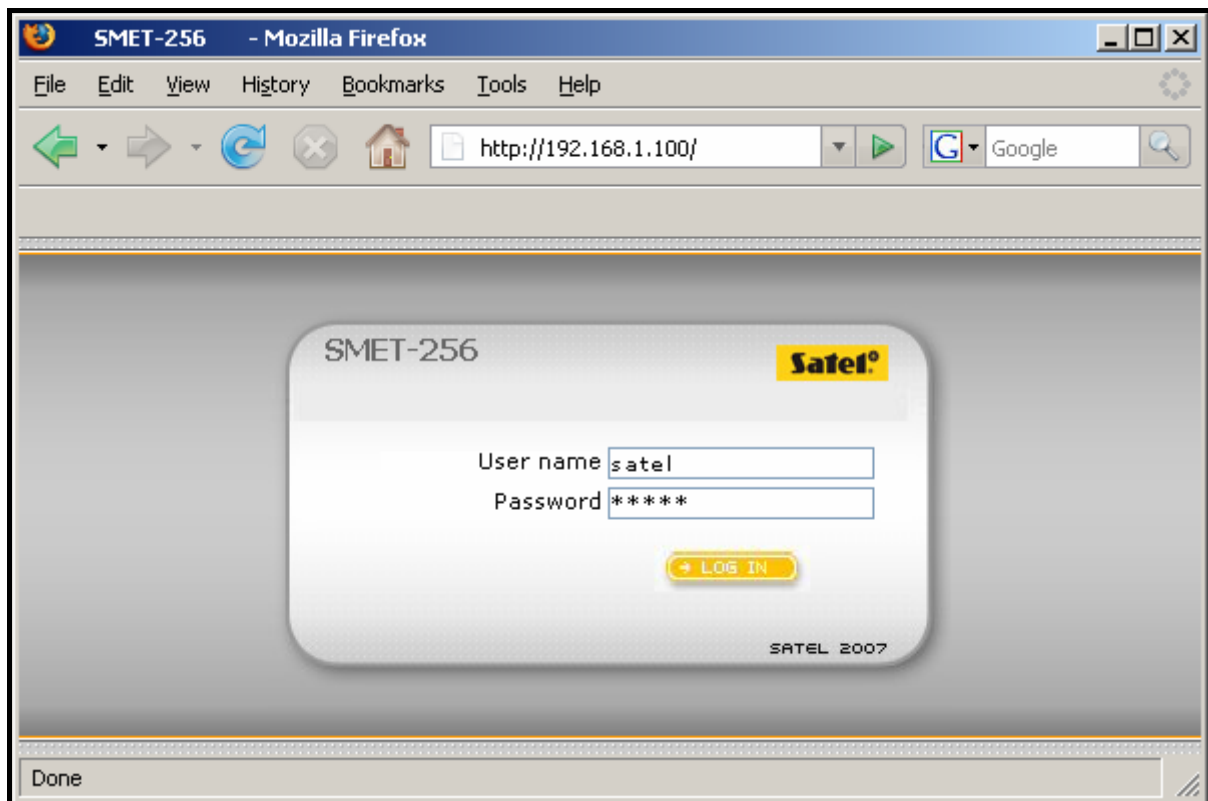 SMET-256 - Mozilla Firefox
File Edit View History Bookmarks Tools Help
http://192.168.1.100/ G Google
SMET-256 Satel®
User name satel
Password *****
LOG IN
SATEL 2007
Done